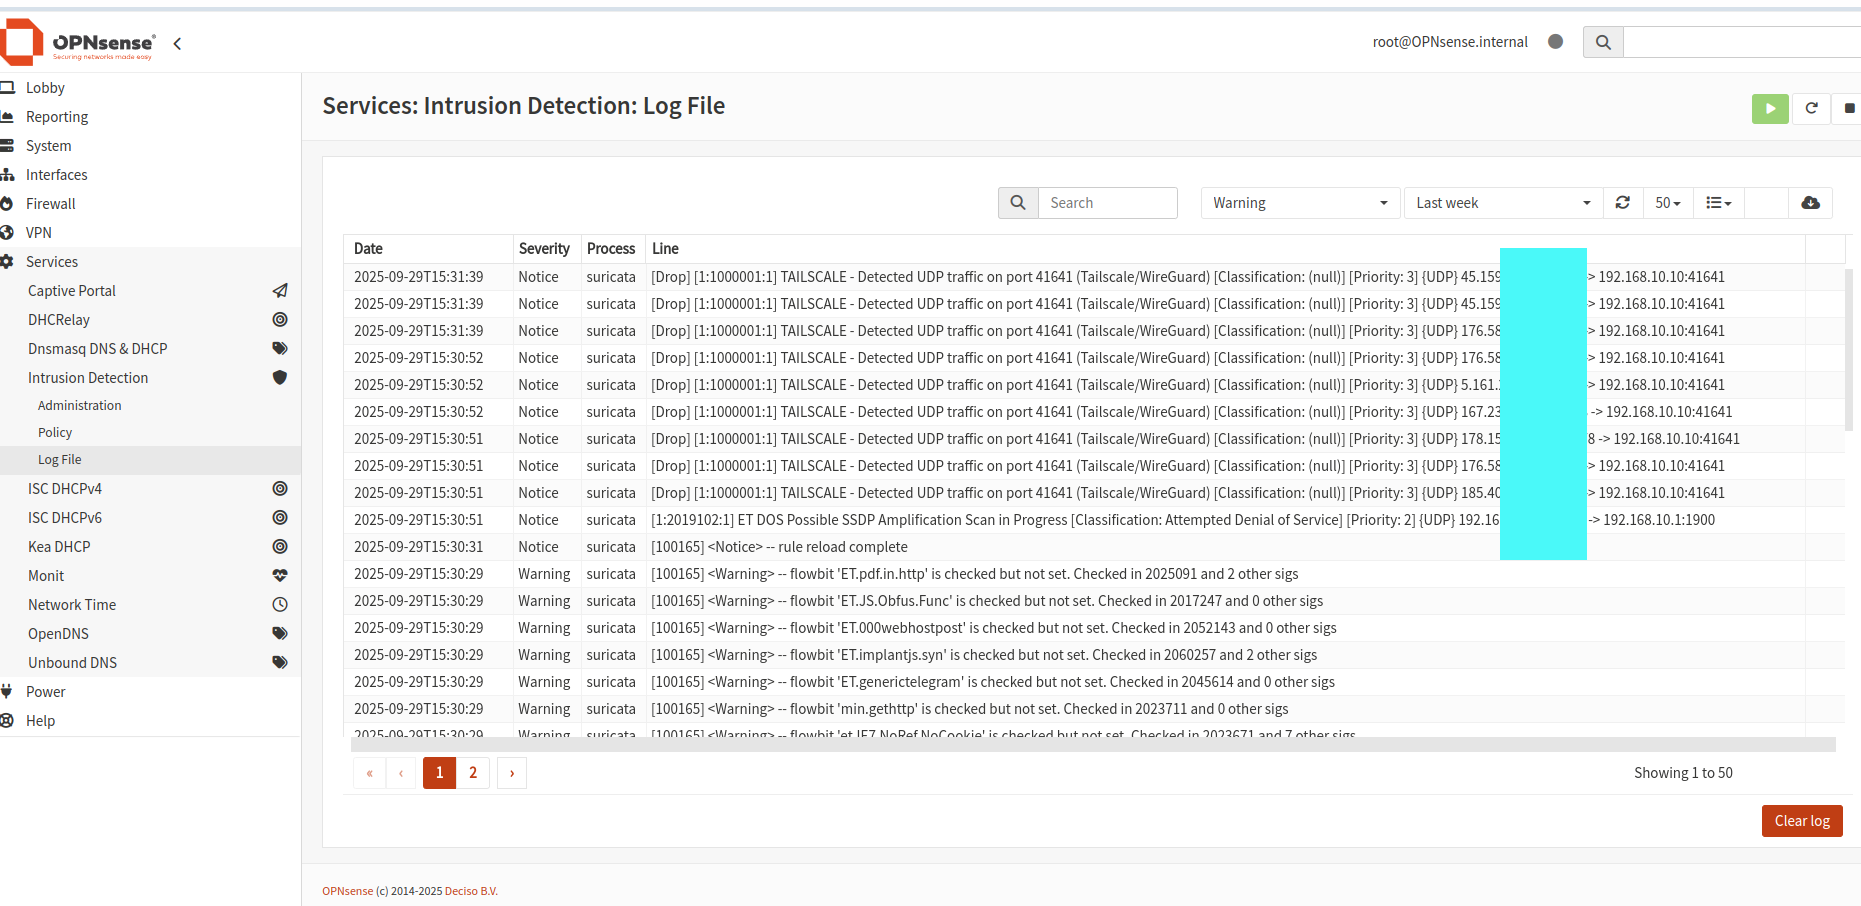 OPNsense
Securing networks made easy
root@OPNsense.internal
Lobby
Reporting
System
Interfaces
Firewall
VPN
Services
Captive Portal
DHCRelay
Dnsmasq DNS & DHCP
Intrusion Detection
Administration
Policy
Log File
ISC DHCPv4
ISC DHCPv6
Kea DHCP
Monit
Network Time
OpenDNS
Unbound DNS
Power
Help
Services: Intrusion Detection: Log File
Search Warning Last week 50
Date Severity Process Line
2025-09-29T15:31:39 Notice suricata [Drop] [1:1000001:1] TAILSCALE - Detected UDP traffic on port 41641 (Tailscale/WireGuard) [Classification: (null)] [Priority: 3] {UDP} 45.159 -> 192.168.10.10:41641
2025-09-29T15:31:39 Notice suricata [Drop] [1:1000001:1] TAILSCALE - Detected UDP traffic on port 41641 (Tailscale/WireGuard) [Classification: (null)] [Priority: 3] {UDP} 45.159 -> 192.168.10.10:41641
2025-09-29T15:31:39 Notice suricata [Drop] [1:1000001:1] TAILSCALE - Detected UDP traffic on port 41641 (Tailscale/WireGuard) [Classification: (null)] [Priority: 3] {UDP} 176.58 -> 192.168.10.10:41641
2025-09-29T15:30:52 Notice suricata [Drop] [1:1000001:1] TAILSCALE - Detected UDP traffic on port 41641 (Tailscale/WireGuard) [Classification: (null)] [Priority: 3] {UDP} 176.58 -> 192.168.10.10:41641
2025-09-29T15:30:52 Notice suricata [Drop] [1:1000001:1] TAILSCALE - Detected UDP traffic on port 41641 (Tailscale/WireGuard) [Classification: (null)] [Priority: 3] {UDP} 5.161. -> 192.168.10.10:41641
2025-09-29T15:30:52 Notice suricata [Drop] [1:1000001:1] TAILSCALE - Detected UDP traffic on port 41641 (Tailscale/WireGuard) [Classification: (null)] [Priority: 3] {UDP} 167.23 -> 192.168.10.10:41641
2025-09-29T15:30:51 Notice suricata [Drop] [1:1000001:1] TAILSCALE - Detected UDP traffic on port 41641 (Tailscale/WireGuard) [Classification: (null)] [Priority: 3] {UDP} 178.15 8 -> 192.168.10.10:41641
2025-09-29T15:30:51 Notice suricata [Drop] [1:1000001:1] TAILSCALE - Detected UDP traffic on port 41641 (Tailscale/WireGuard) [Classification: (null)] [Priority: 3] {UDP} 176.58 -> 192.168.10.10:41641
2025-09-29T15:30:51 Notice suricata [Drop] [1:1000001:1] TAILSCALE - Detected UDP traffic on port 41641 (Tailscale/WireGuard) [Classification: (null)] [Priority: 3] {UDP} 185.40 -> 192.168.10.10:41641
2025-09-29T15:30:51 Notice suricata [1:2019102:1] ET DOS Possible SSDP Amplification Scan in Progress [Classification: Attempted Denial of Service] [Priority: 2] {UDP} 192.16 -> 192.168.10.1:1900
2025-09-29T15:30:31 Notice suricata [100165] <Notice> -- rule reload complete
2025-09-29T15:30:29 Warning suricata [100165] <Warning> -- flowbit 'ET.pdf.in.http' is checked but not set. Checked in 2025091 and 2 other sigs
2025-09-29T15:30:29 Warning suricata [100165] <Warning> -- flowbit 'ET.JS.Obfus.Func' is checked but not set. Checked in 2017247 and 0 other sigs
2025-09-29T15:30:29 Warning suricata [100165] <Warning> -- flowbit 'ET.000webhostpost' is checked but not set. Checked in 2052143 and 0 other sigs
2025-09-29T15:30:29 Warning suricata [100165] <Warning> -- flowbit 'ET.implantjs.syn' is checked but not set. Checked in 2060257 and 2 other sigs
2025-09-29T15:30:29 Warning suricata [100165] <Warning> -- flowbit 'ET.generictelegram' is checked but not set. Checked in 2045614 and 0 other sigs
2025-09-29T15:30:29 Warning suricata [100165] <Warning> -- flowbit 'min.gethttp' is checked but not set. Checked in 2023711 and 0 other sigs
2025-09-29T15:30:29 Warning suricata [100165] <Warning> -- flowbit 'et.IE7.NoRef.NoCookie' is checked but not set. Checked in 2023671 and 7 other sigs
« ‹ 1 2 ›
Showing 1 to 50
Clear log
OPNsense (c) 2014-2025 Deciso B.V.